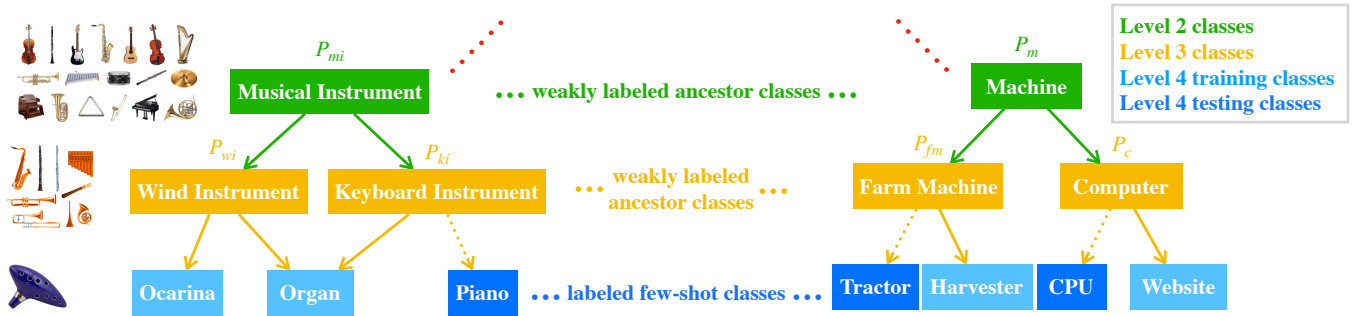 Level 2 classes
Level 3 classes
Level 4 training classes
Level 4 testing classes
P_mi
P_m
Musical Instrument
... weakly labeled ancestor classes ...
Machine
P_wi
P_ki
P_fm
P_c
Wind Instrument
Keyboard Instrument
... weakly labeled ...
ancestor classes
Farm Machine
Computer
Ocarina
Organ
Piano
... labeled few-shot classes ...
Tractor
Harvester
CPU
Website